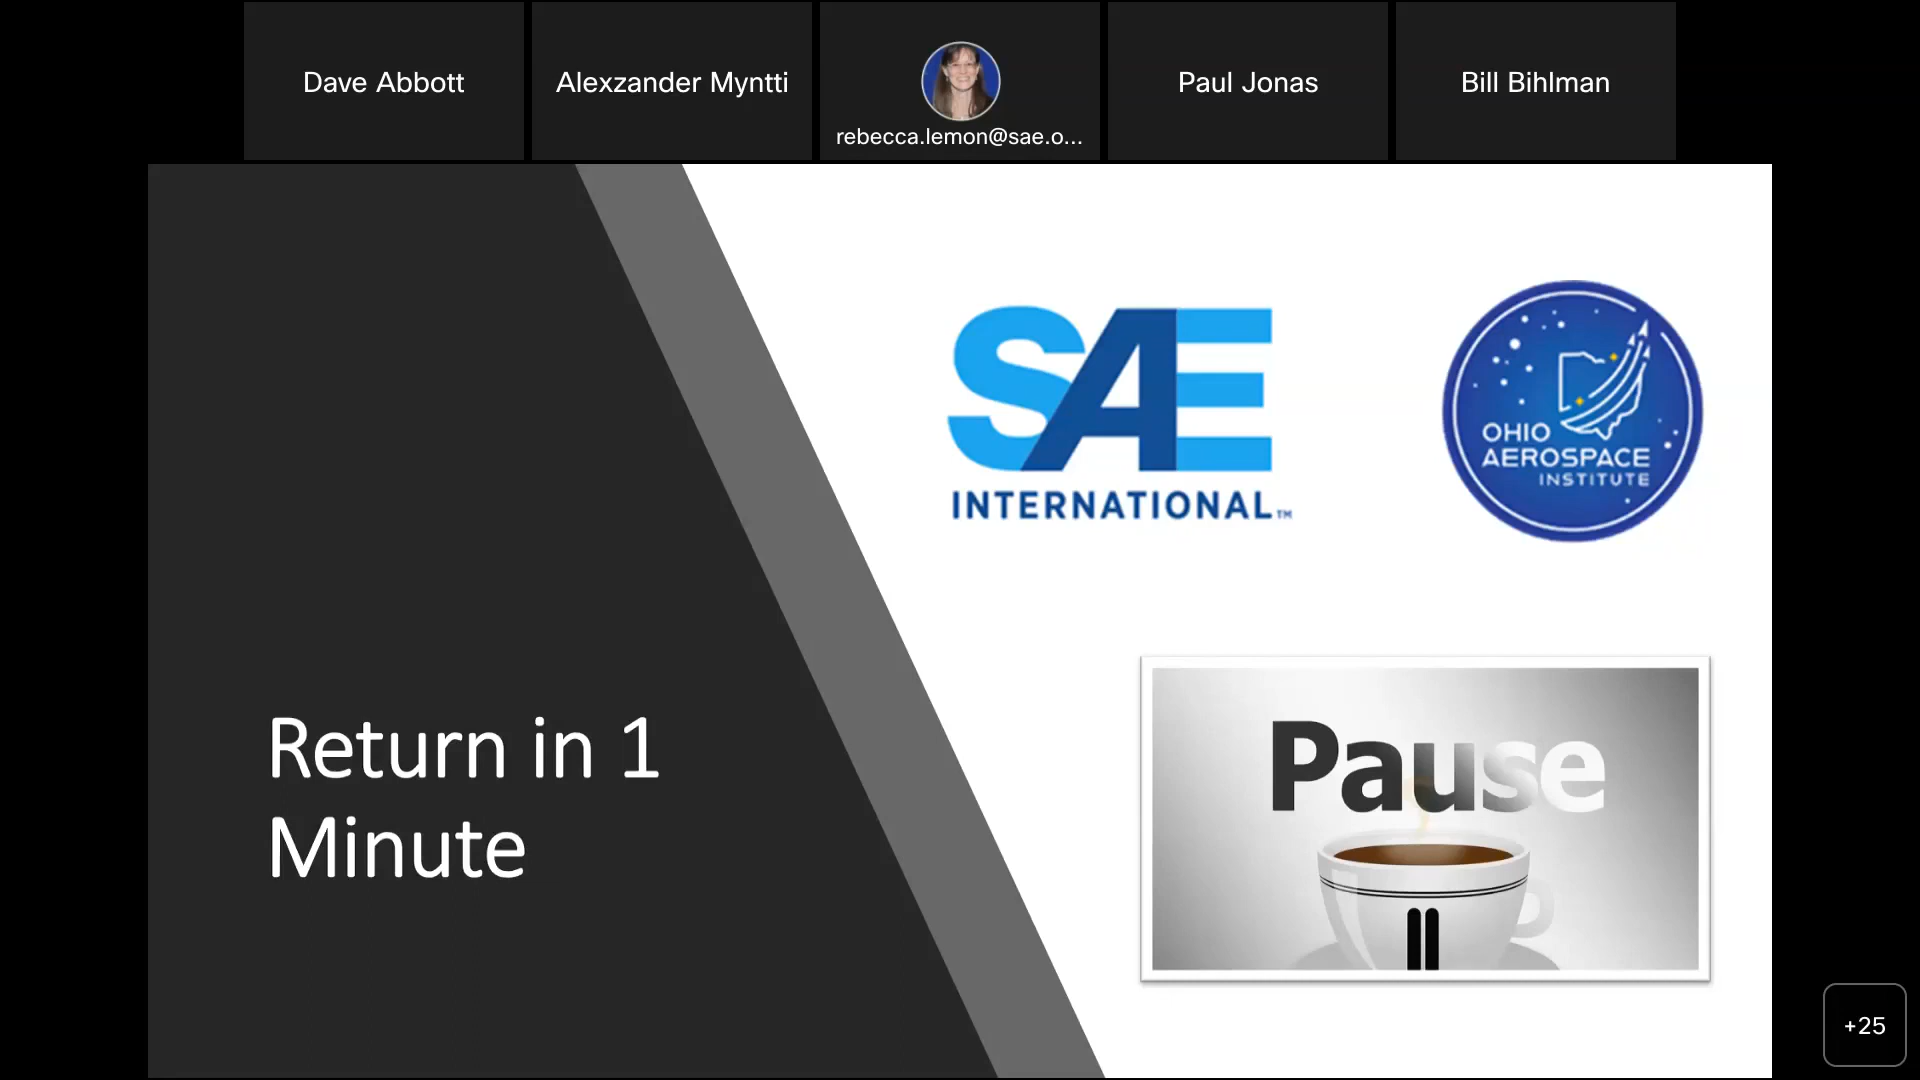 Dave Abbott
Alexzander Myntti
rebecca.lemon@sae.o...
Paul Jonas
Bill Bihlman
SAE
INTERNATIONAL™
OHIO
AEROSPACE
INSTITUTE
Return in 1
Minute
Pause
+25